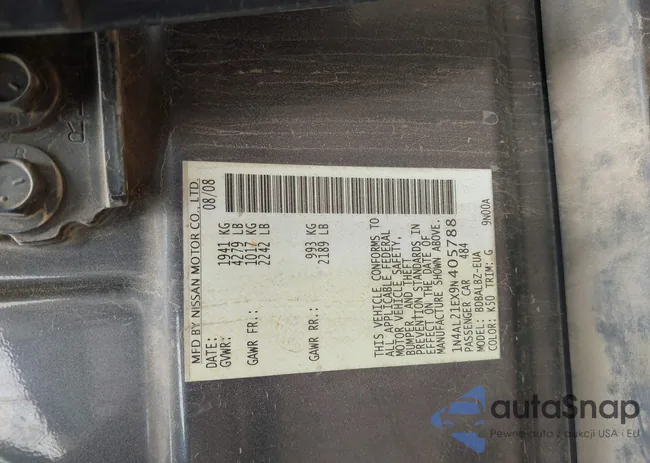 MFD BY NISSAN MOTOR CO., LTD.
DATE: 08/08
GVWR: 1941 KG
4279 LB
GAWR FR.: 1017 KG
2242 LB
GAWR RR.: 993 KG
2189 LB
THIS VEHICLE CONFORMS TO
ALL APPLICABLE FEDERAL
MOTOR VEHICLE SAFETY,
BUMPER AND THEFT
PREVENTION STANDARDS IN
EFFECT ON THE DATE OF
MANUFACTURE SHOWN ABOVE.
1N4AL21EX9N405788
PASSENGER CAR 484
MODEL: BDBALBZ-EUA
COLOR: K50 TRIM: G 9N00A
autoSnap
Pewne auto z aukcji USA i EU